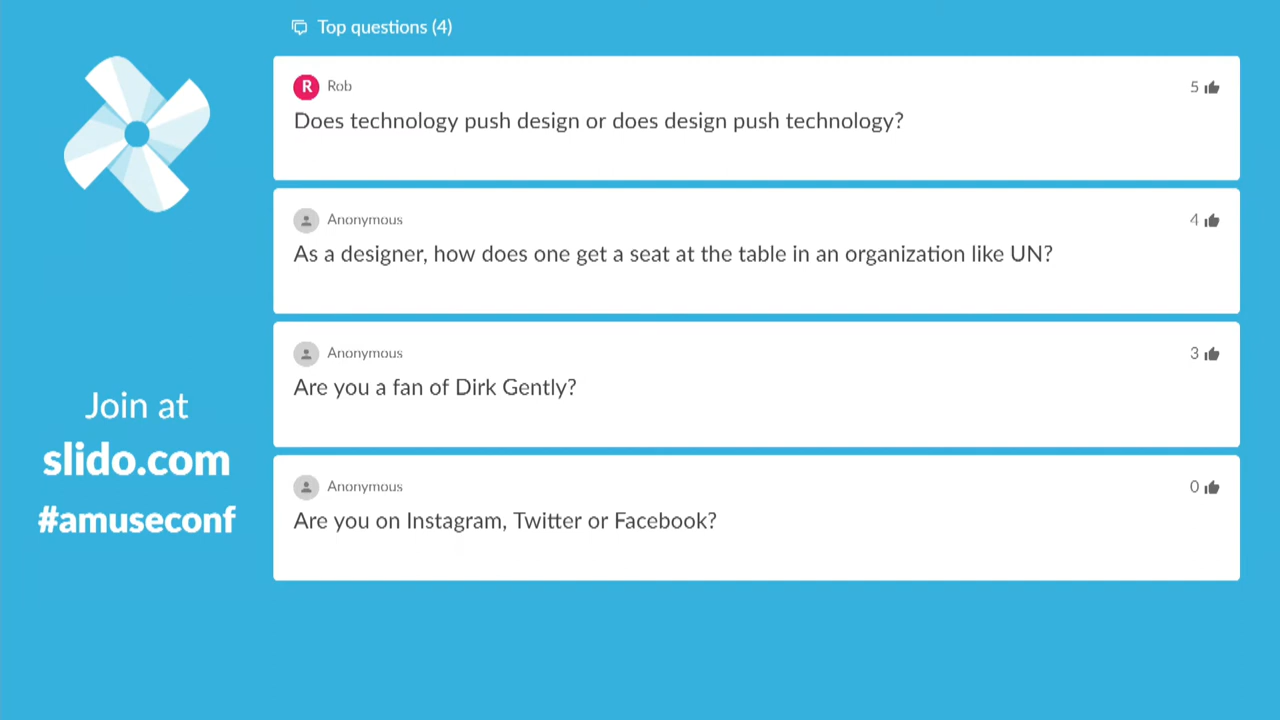 Top questions (4)
R Rob 5
Does technology push design or does design push technology?
Anonymous 4
As a designer, how does one get a seat at the table in an organization like UN?
Anonymous 3
Are you a fan of Dirk Gently?
Anonymous 0
Are you on Instagram, Twitter or Facebook?
Join at
slido.com
#amuseconf